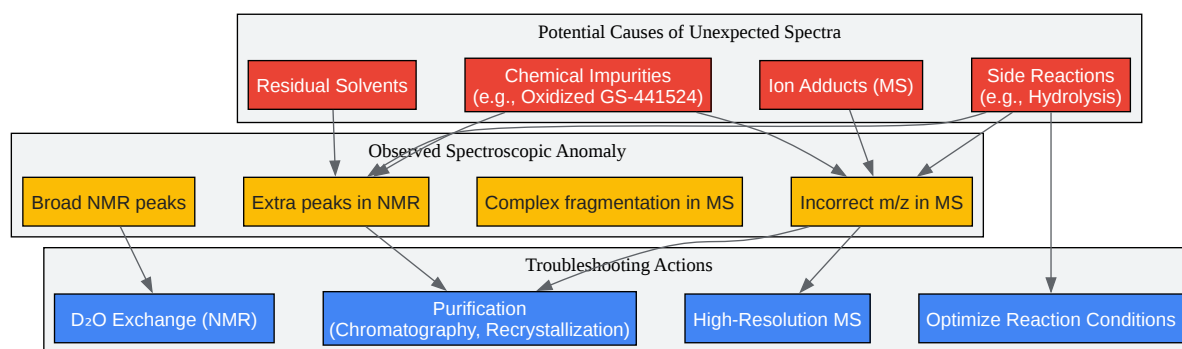 Potential Causes of Unexpected Spectra
Residual Solvents
Chemical Impurities
(e.g., Oxidized GS-441524)
Ion Adducts (MS)
Side Reactions
(e.g., Hydrolysis)
Observed Spectroscopic Anomaly
Broad NMR peaks
Extra peaks in NMR
Complex fragmentation in MS
Incorrect m/z in MS
Troubleshooting Actions
D₂O Exchange (NMR)
Purification
(Chromatography, Recrystallization)
High-Resolution MS
Optimize Reaction Conditions